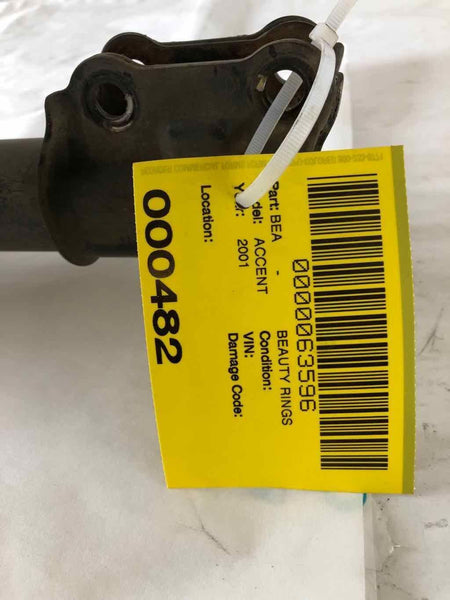 0000063596
Part: BEA - BEAUTY RINGS
Model: ACCENT Condition:
Year: 2001 VIN:
Location: Damage Code:
000482